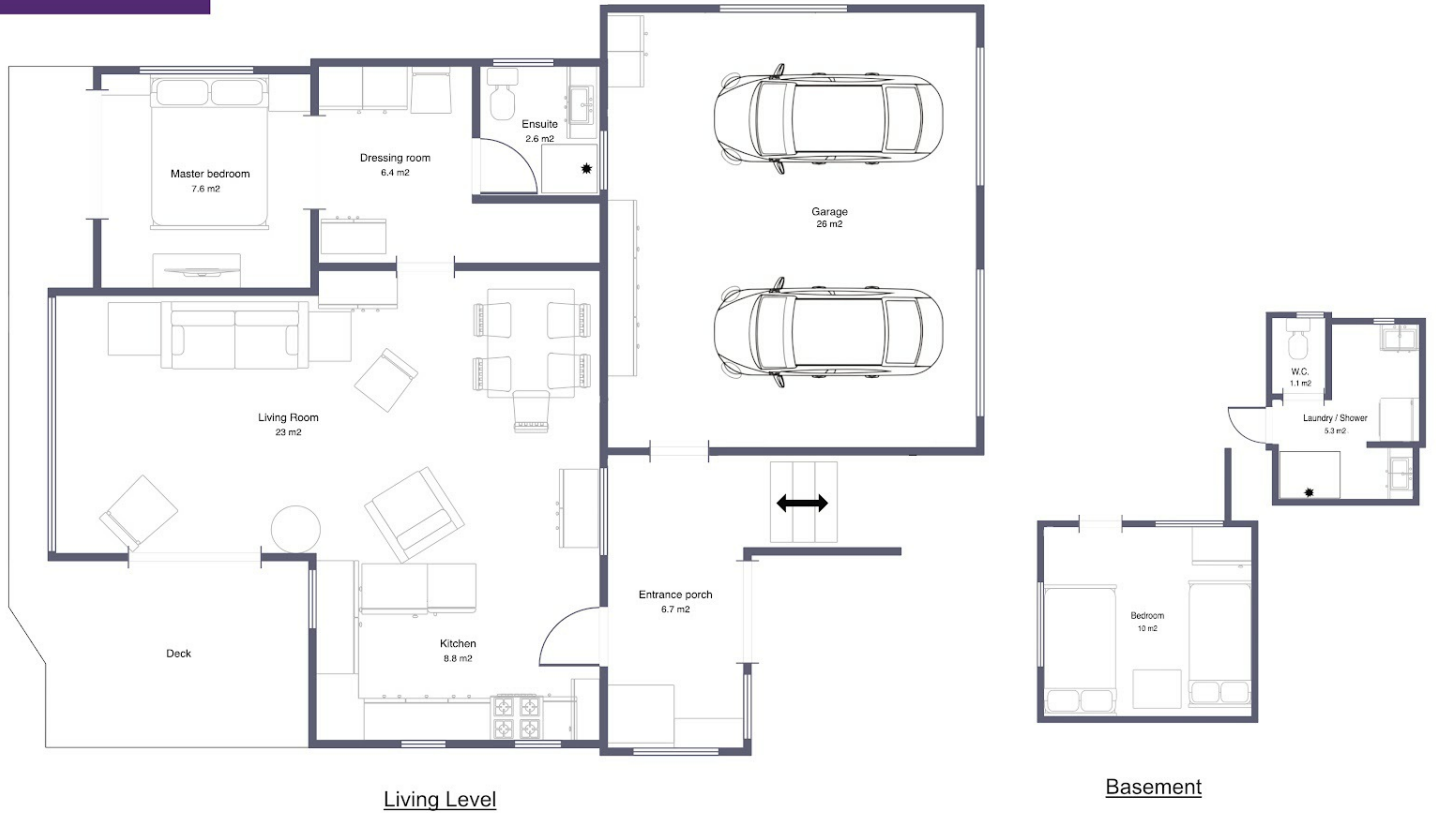 Master bedroom
7.6 m2
Dressing room
6.4 m2
Ensuite
2.6 m2
Garage
26 m2
Living Room
23 m2
Entrance porch
6.7 m2
Kitchen
8.8 m2
Deck
Living Level
W.C.
1.1 m2
Laundry / Shower
5.3 m2
Bedroom
10 m2
Basement